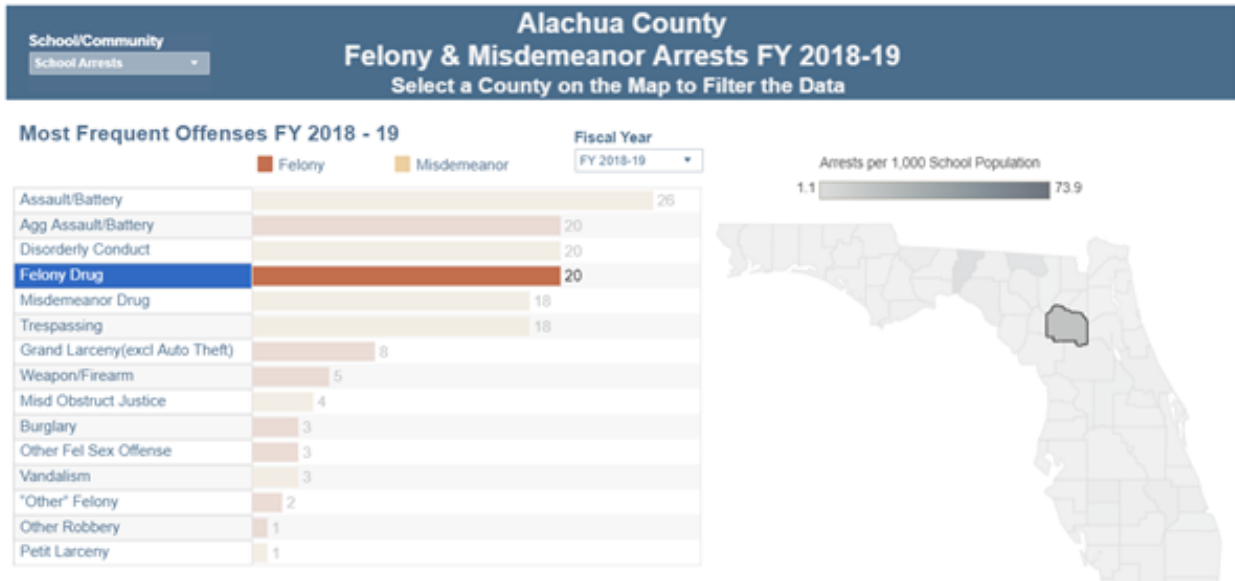 School/Community
School Arrests
Alachua County
Felony & Misdemeanor Arrests FY 2018-19
Select a County on the Map to Filter the Data
Most Frequent Offenses FY 2018 - 19
Felony
Misdemeanor
Fiscal Year
FY 2018-19
Arrests per 1,000 School Population
1.1 73.9
Assault/Battery 26
Agg Assault/Battery 20
Disorderly Conduct 20
Felony Drug 20
Misdemeanor Drug 18
Trespassing 18
Grand Larceny(excl Auto Theft) 8
Weapon/Firearm 5
Misd Obstruct Justice 4
Burglary 3
Other Fel Sex Offense 3
Vandalism 3
"Other" Felony 2
Other Robbery 1
Petit Larceny 1